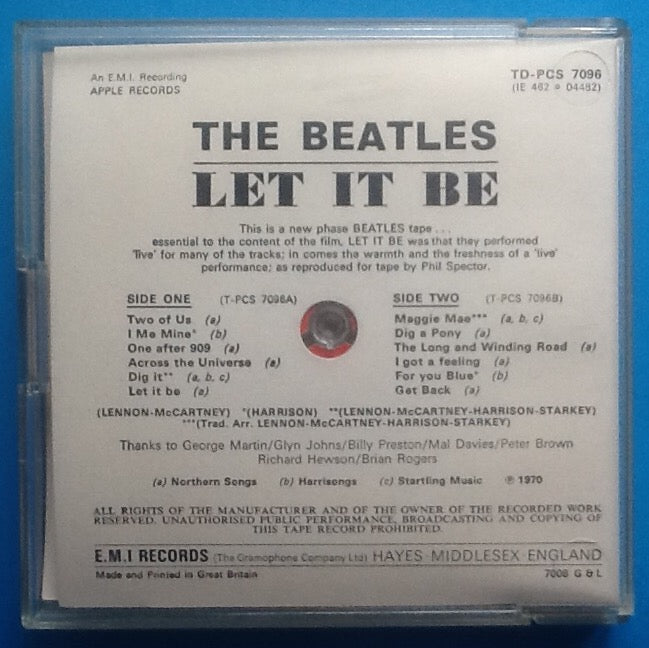 An E.M.I. Recording
APPLE RECORDS
TD-PCS 7096
(IE 462 o 04482)
THE BEATLES
LET IT BE
This is a new phase BEATLES tape . . .
essential to the content of the film, LET IT BE was that they performed
'live' for many of the tracks; in comes the warmth and the freshness of a 'live'
performance; as reproduced for tape by Phil Spector.
SIDE ONE (T-PCS 7096A)
Two of Us (a)
I Me Mine* (b)
One after 909 (a)
Across the Universe (a)
Dig it** (a, b, c)
Let it be (a)
SIDE TWO (T-PCS 7096B)
Maggie Mae*** (a, b, c)
Dig a Pony (a)
The Long and Winding Road (a)
I got a feeling (a)
For you Blue* (b)
Get Back (a)
(LENNON-McCARTNEY) *(HARRISON) **(LENNON-McCARTNEY-HARRISON-STARKEY)
***(Trad. Arr. LENNON-McCARTNEY-HARRISON-STARKEY)
Thanks to George Martin/Glyn Johns/Billy Preston/Mal Davies/Peter Brown
Richard Hewson/Brian Rogers
(a) Northern Songs (b) Harrisongs (c) Startling Music ℗ 1970
ALL RIGHTS OF THE MANUFACTURER AND OF THE OWNER OF THE RECORDED WORK
RESERVED. UNAUTHORISED PUBLIC PERFORMANCE, BROADCASTING AND COPYING OF
THIS TAPE RECORD PROHIBITED.
E.M.I RECORDS (The Gramophone Company Ltd) HAYES·MIDDLESEX·ENGLAND
Made and Printed in Great Britain
7006 G & L